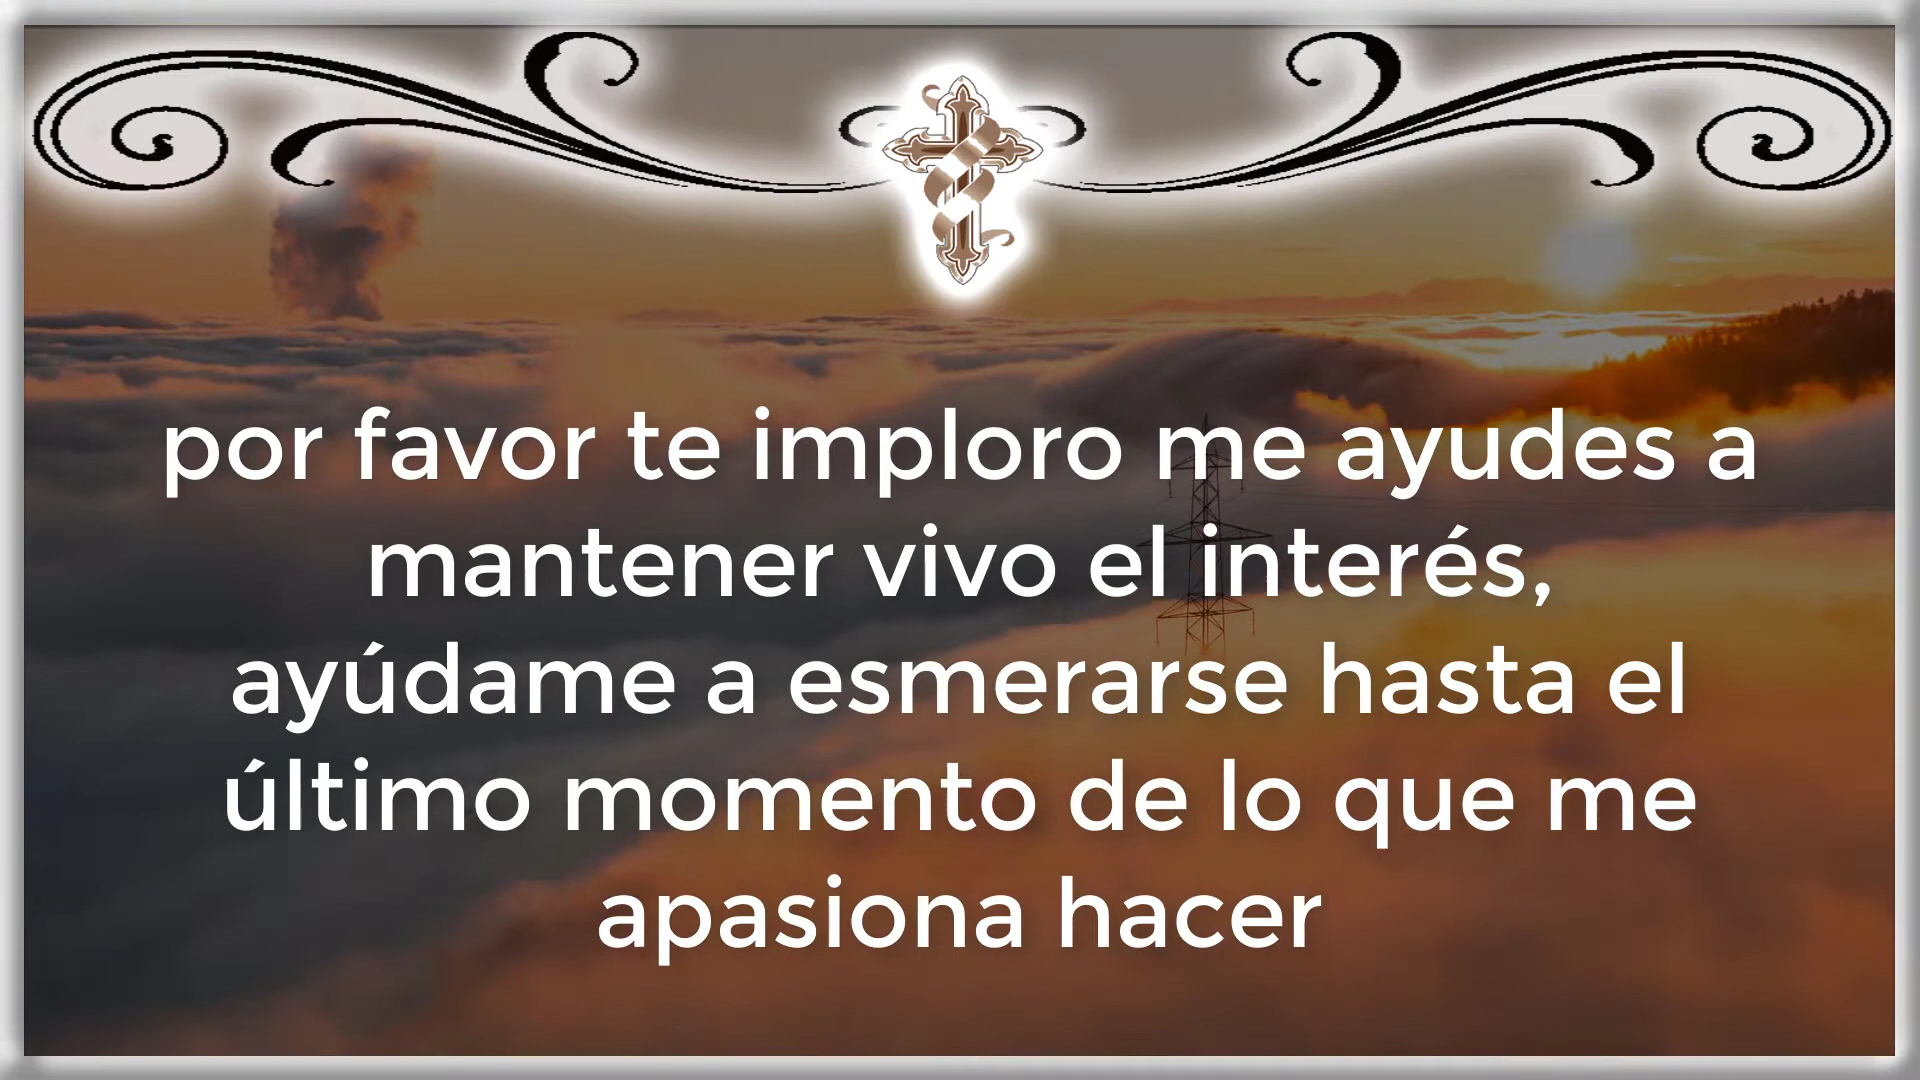 por favor te imploro me ayudes a
mantener vivo el interés,
ayúdame a esmerarse hasta el
último momento de lo que me
apasiona hacer